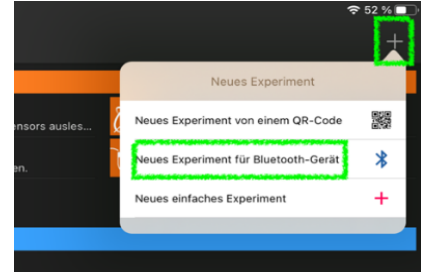 52 %
Neues Experiment
Neues Experiment von einem QR-Code
ensors ausles...
Neues Experiment für Bluetooth-Gerät
en.
Neues einfaches Experiment